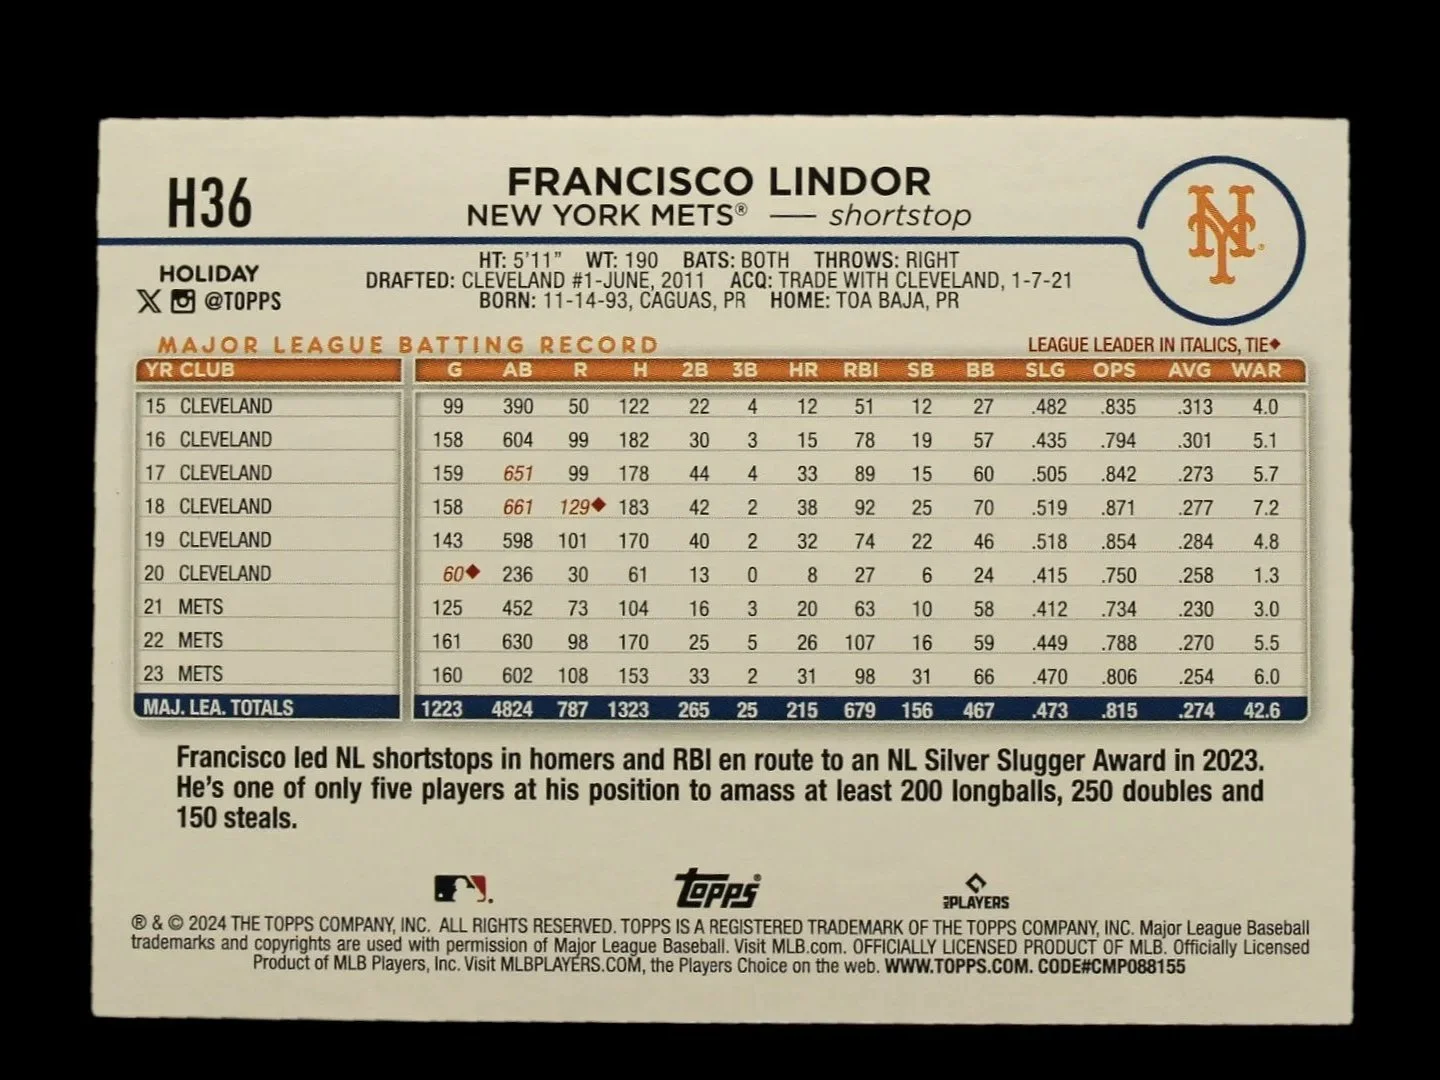 H36
FRANCISCO LINDOR
NEW YORK METS® — shortstop
NY
HOLIDAY
X @TOPPS
HT: 5'11" WT: 190 BATS: BOTH THROWS: RIGHT
DRAFTED: CLEVELAND #1-JUNE, 2011 ACQ: TRADE WITH CLEVELAND, 1-7-21
BORN: 11-14-93, CAGUAS, PR HOME: TOA BAJA, PR
MAJOR LEAGUE BATTING RECORD LEAGUE LEADER IN ITALICS, TIE◆
YR CLUB G AB R H 2B 3B HR RBI SB BB SLG OPS AVG WAR
15 CLEVELAND 99 390 50 122 22 4 12 51 12 27 .482 .835 .313 4.0
16 CLEVELAND 158 604 99 182 30 3 15 78 19 57 .435 .794 .301 5.1
17 CLEVELAND 159 651 99 178 44 4 33 89 15 60 .505 .842 .273 5.7
18 CLEVELAND 158 661 129◆ 183 42 2 38 92 25 70 .519 .871 .277 7.2
19 CLEVELAND 143 598 101 170 40 2 32 74 22 46 .518 .854 .284 4.8
20 CLEVELAND 60◆ 236 30 61 13 0 8 27 6 24 .415 .750 .258 1.3
21 METS 125 452 73 104 16 3 20 63 10 58 .412 .734 .230 3.0
22 METS 161 630 98 170 25 5 26 107 16 59 .449 .788 .270 5.5
23 METS 160 602 108 153 33 2 31 98 31 66 .470 .806 .254 6.0
MAJ. LEA. TOTALS 1223 4824 787 1323 265 25 215 679 156 467 .473 .815 .274 42.6
Francisco led NL shortstops in homers and RBI en route to an NL Silver Slugger Award in 2023.
He's one of only five players at his position to amass at least 200 longballs, 250 doubles and
150 steals.
topps®
MLBPLAYERS
® & © 2024 THE TOPPS COMPANY, INC. ALL RIGHTS RESERVED. TOPPS IS A REGISTERED TRADEMARK OF THE TOPPS COMPANY, INC. Major League Baseball
trademarks and copyrights are used with permission of Major League Baseball. Visit MLB.com. OFFICIALLY LICENSED PRODUCT OF MLB. Officially Licensed
Product of MLB Players, Inc. Visit MLBPLAYERS.COM, the Players Choice on the web. WWW.TOPPS.COM. CODE#CMP088155